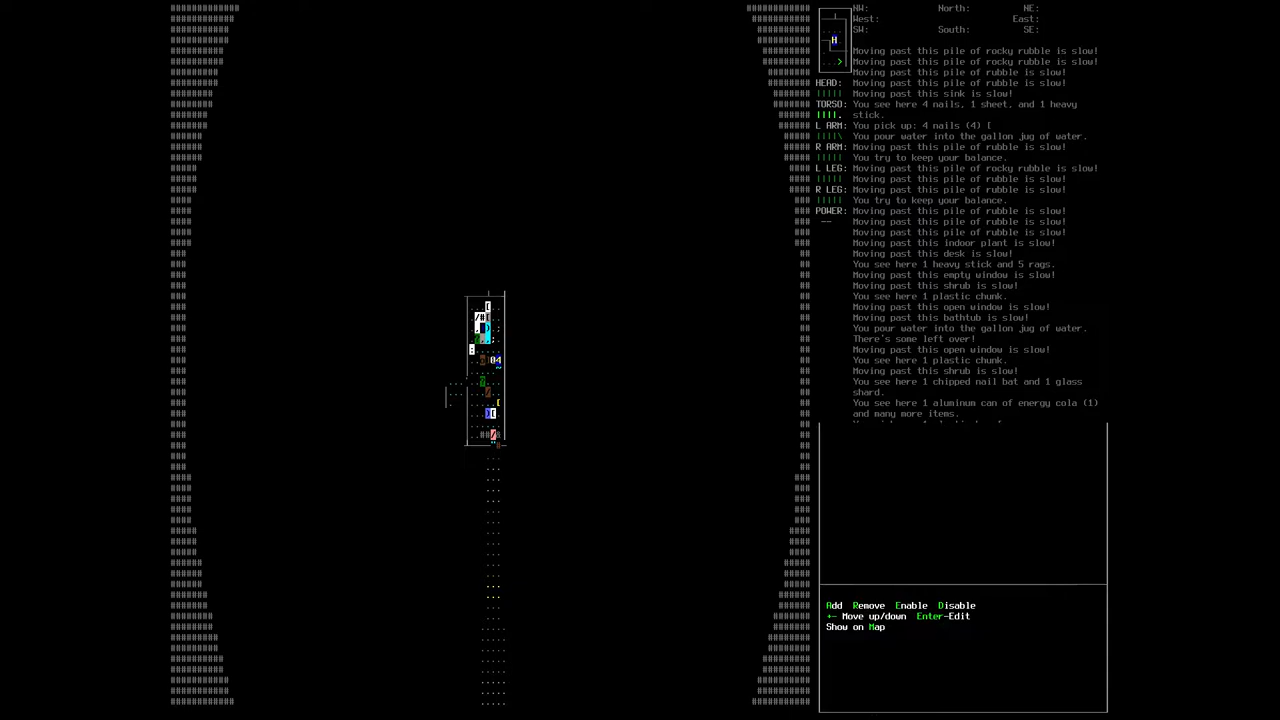 NW: North: NE:
West: East:
SW: South: SE:
Moving past this pile of rocky rubble is slow!
Moving past this pile of rocky rubble is slow!
Moving past this pile of rubble is slow!
HEAD: Moving past this pile of rubble is slow!
Moving past this sink is slow!
TORSO: You see here 4 nails, 1 sheet, and 1 heavy
stick.
L ARM: You pick up: 4 nails (4) [
You pour water into the gallon jug of water.
R ARM: Moving past this pile of rubble is slow!
You try to keep your balance.
L LEG: Moving past this pile of rocky rubble is slow!
Moving past this pile of rubble is slow!
R LEG: Moving past this pile of rubble is slow!
You try to keep your balance.
POWER: Moving past this pile of rubble is slow!
-- Moving past this pile of rubble is slow!
Moving past this pile of rubble is slow!
Moving past this indoor plant is slow!
Moving past this desk is slow!
You see here 1 heavy stick and 5 rags.
Moving past this empty window is slow!
Moving past this shrub is slow!
You see here 1 plastic chunk.
Moving past this open window is slow!
Moving past this bathtub is slow!
You pour water into the gallon jug of water.
There's some left over!
Moving past this open window is slow!
You see here 1 plastic chunk.
Moving past this shrub is slow!
You see here 1 chipped nail bat and 1 glass
shard.
You see here 1 aluminum can of energy cola (1)
and many more items.
Add Remove Enable Disable
+- Move up/down Enter-Edit
Show on Map